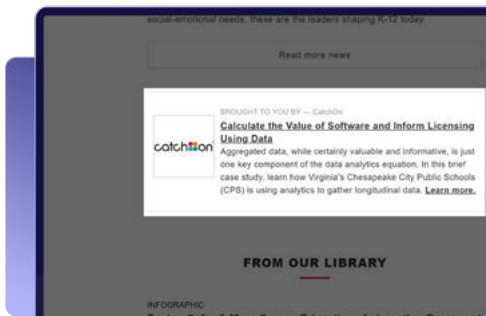 social-emotional needs, these are the leaders shaping K-12 today.
Read more news
BROUGHT TO YOU BY — CatchOn
catchon
Calculate the Value of Software and Inform Licensing
Using Data
Aggregated data, while certainly valuable and informative, is just
one key component of the data analytics equation. In this brief
case study, learn how Virginia's Chesapeake City Public Schools
(CPS) is using analytics to gather longitudinal data. Learn more.
FROM OUR LIBRARY
INFOGRAPHIC